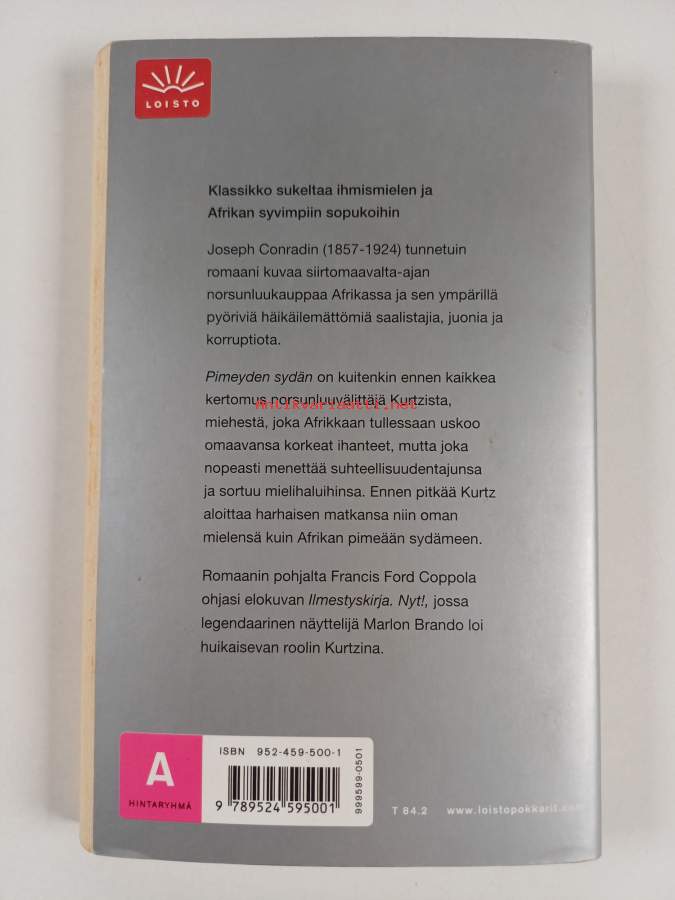 LOISTO
Klassikko sukeltaa ihmismielen ja
Afrikan syvimpiin sopukoihin
Joseph Conradin (1857-1924) tunnetuin
romaani kuvaa siirtomaavalta-ajan
norsunluukauppaa Afrikassa ja sen ympärillä
pyöriviä häikäilemättömiä saalistajia, juonia ja
korruptiota.
Pimeyden sydän on kuitenkin ennen kaikkea
kertomus norsunluuvälittäjä Kurtzista,
Antikvariaatti.net
miehestä, joka Afrikkaan tullessaan uskoo
omaavansa korkeat ihanteet, mutta joka
nopeasti menettää suhteellisuudentajunsa
ja sortuu mielihaluihinsa. Ennen pitkää Kurtz
aloittaa harhaisen matkansa niin oman
mielensä kuin Afrikan pimeään sydämeen.
Romaanin pohjalta Francis Ford Coppola
ohjasi elokuvan Ilmestyskirja. Nyt!, jossa
legendaarinen näyttelijä Marlon Brando loi
huikaisevan roolin Kurtzina.
A
HINTARYHMÄ
ISBN 952-459-500-1
9 789524 595001
999599-0501
T 84.2 www.loistopokkarit.com